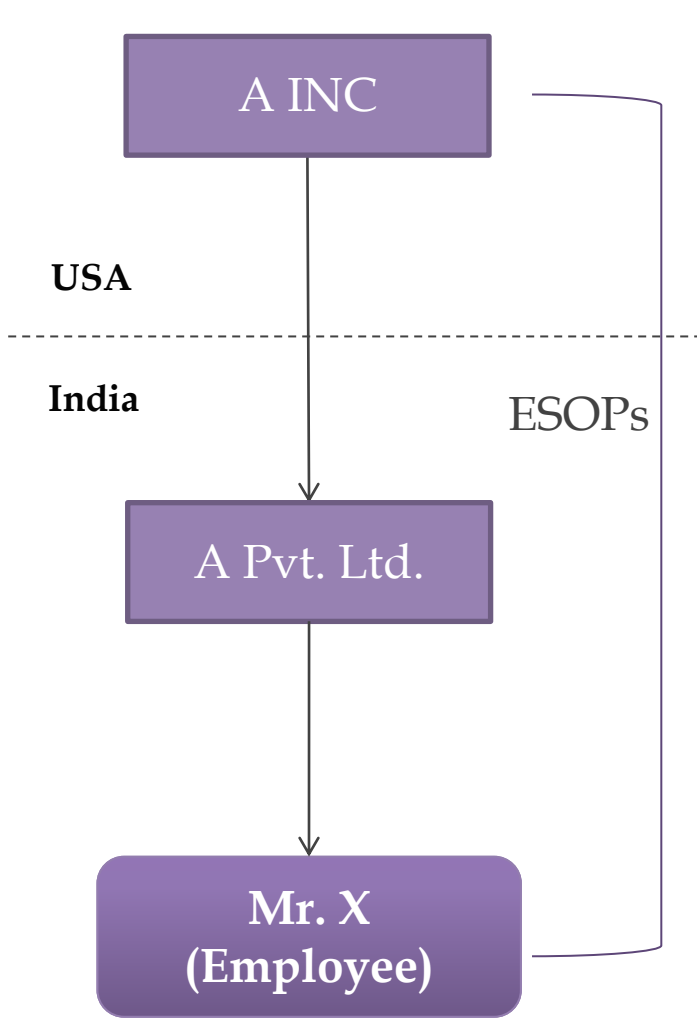 A INC
USA
India
ESOPs
A Pvt. Ltd.
Mr. X
(Employee)